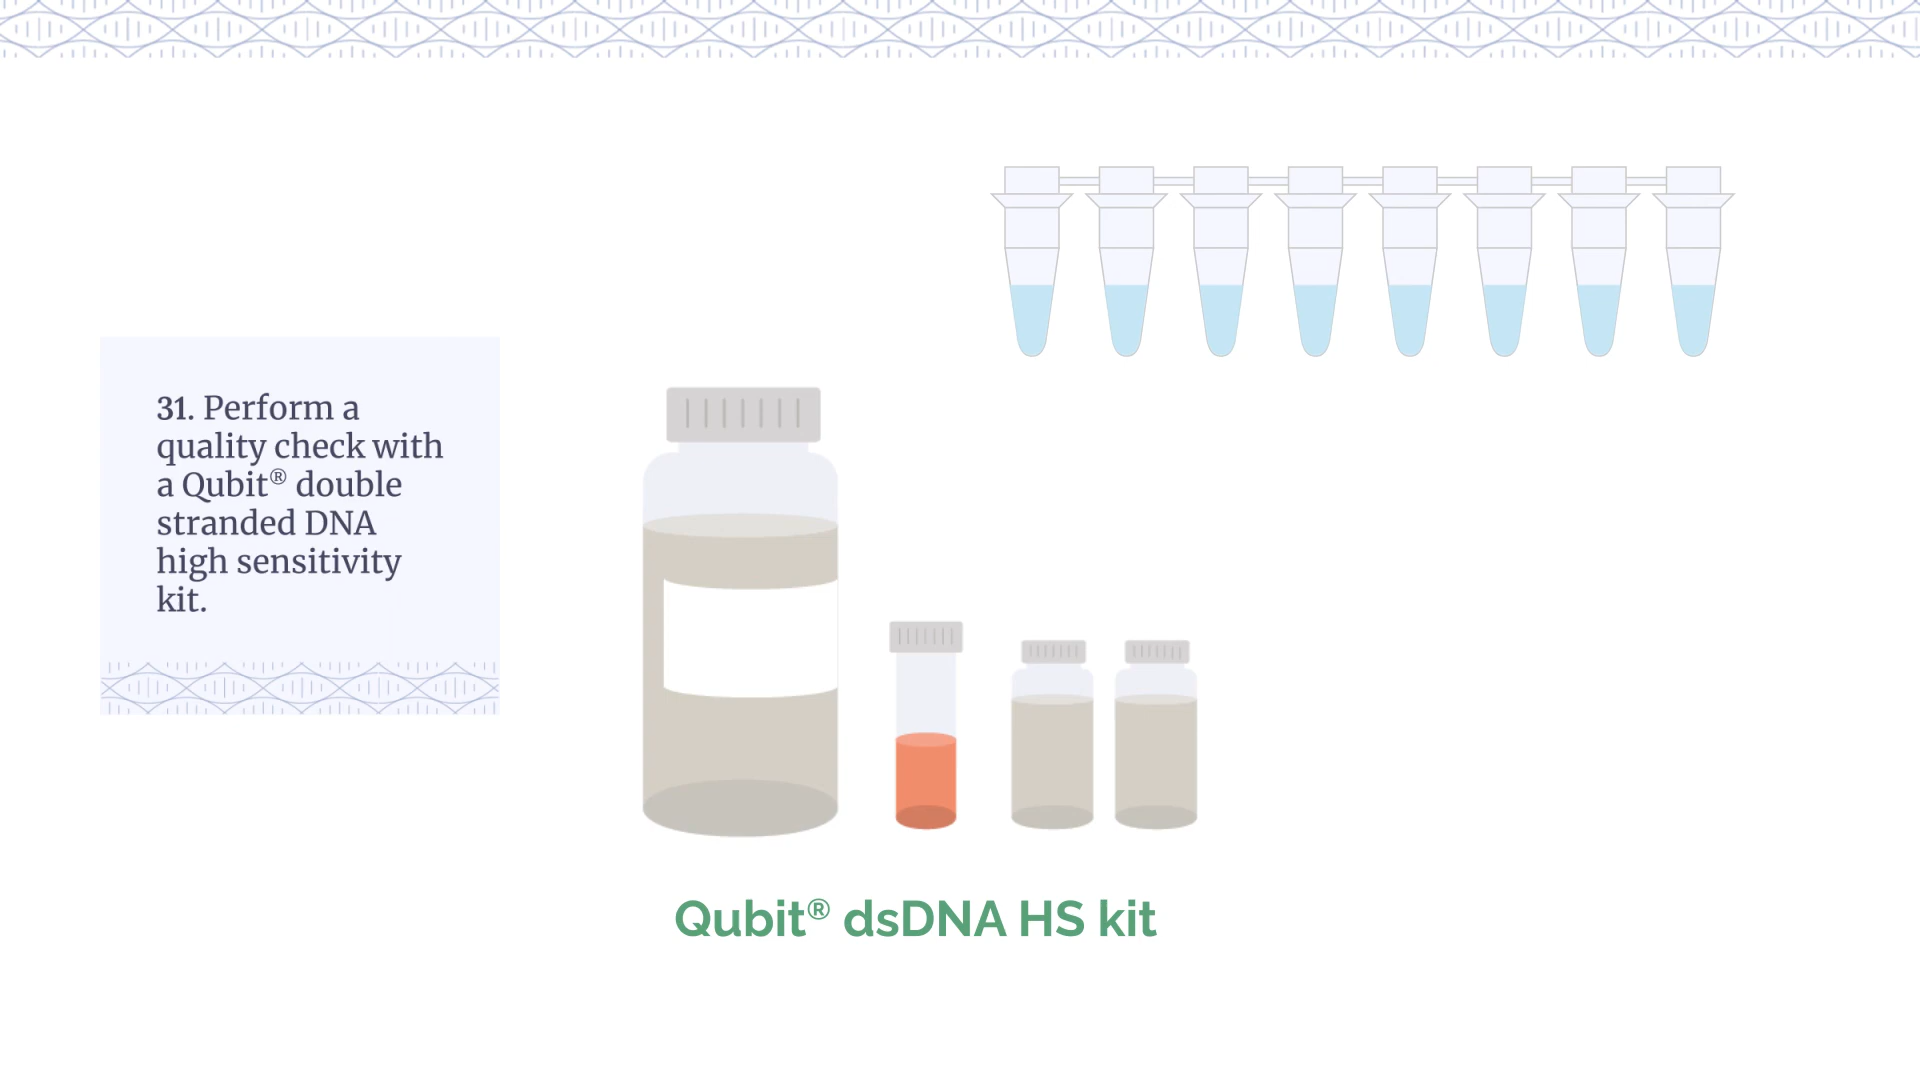 31. Perform a
quality check with
a Qubit® double
stranded DNA
high sensitivity
kit.
Qubit® dsDNA HS kit